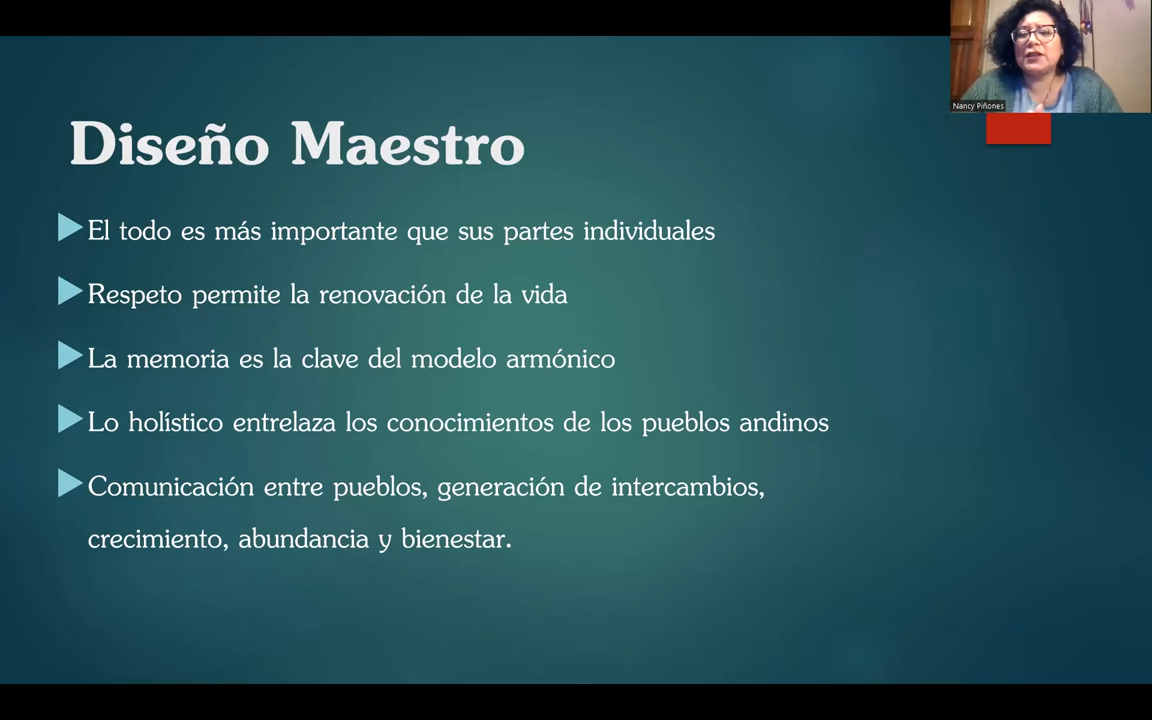 Nancy Piñones
Diseño Maestro
El todo es más importante que sus partes individuales
Respeto permite la renovación de la vida
La memoria es la clave del modelo armónico
Lo holístico entrelaza los conocimientos de los pueblos andinos
Comunicación entre pueblos, generación de intercambios,
crecimiento, abundancia y bienestar.